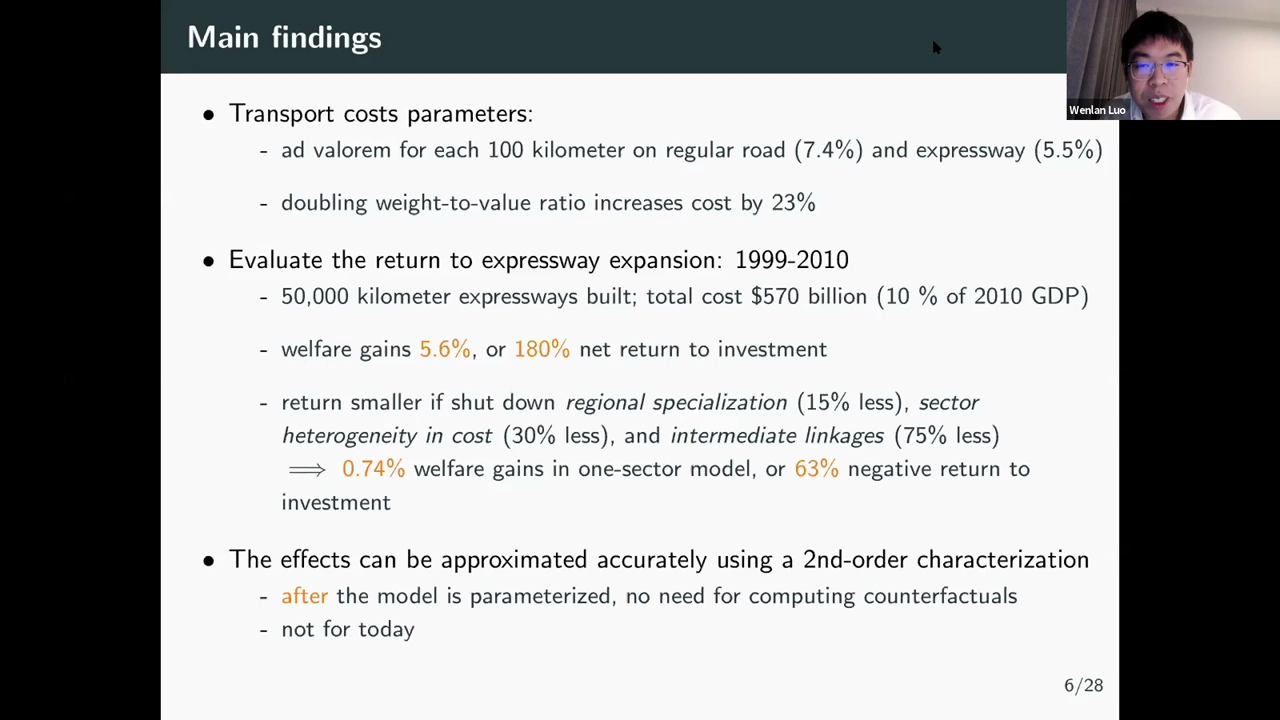 Main findings
Wenlan Luo
• Transport costs parameters:
- ad valorem for each 100 kilometer on regular road (7.4%) and expressway (5.5%)
- doubling weight-to-value ratio increases cost by 23%
• Evaluate the return to expressway expansion: 1999-2010
- 50,000 kilometer expressways built; total cost $570 billion (10 % of 2010 GDP)
- welfare gains 5.6%, or 180% net return to investment
- return smaller if shut down regional specialization (15% less), sector
heterogeneity in cost (30% less), and intermediate linkages (75% less)
⟹ 0.74% welfare gains in one-sector model, or 63% negative return to
investment
• The effects can be approximated accurately using a 2nd-order characterization
- after the model is parameterized, no need for computing counterfactuals
- not for today
6/28